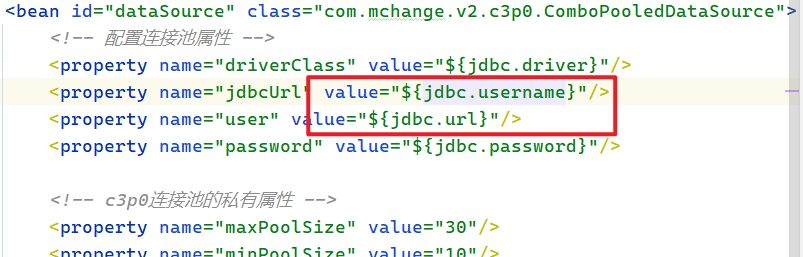 <bean id="dataSource" class="com.mchange.v2.c3p0.ComboPooledDataSource">
<!-- 配置连接池属性 -->
<property name="driverClass" value="${jdbc.driver}"/>
<property name="jdbcUrl" value="${jdbc.username}"/>
<property name="user" value="${jdbc.url}"/>
<property name="password" value="${jdbc.password}"/>
<!-- c3p0连接池的私有属性 -->
<property name="maxPoolSize" value="30"/>
<property name="minPoolSize" value="10"/>